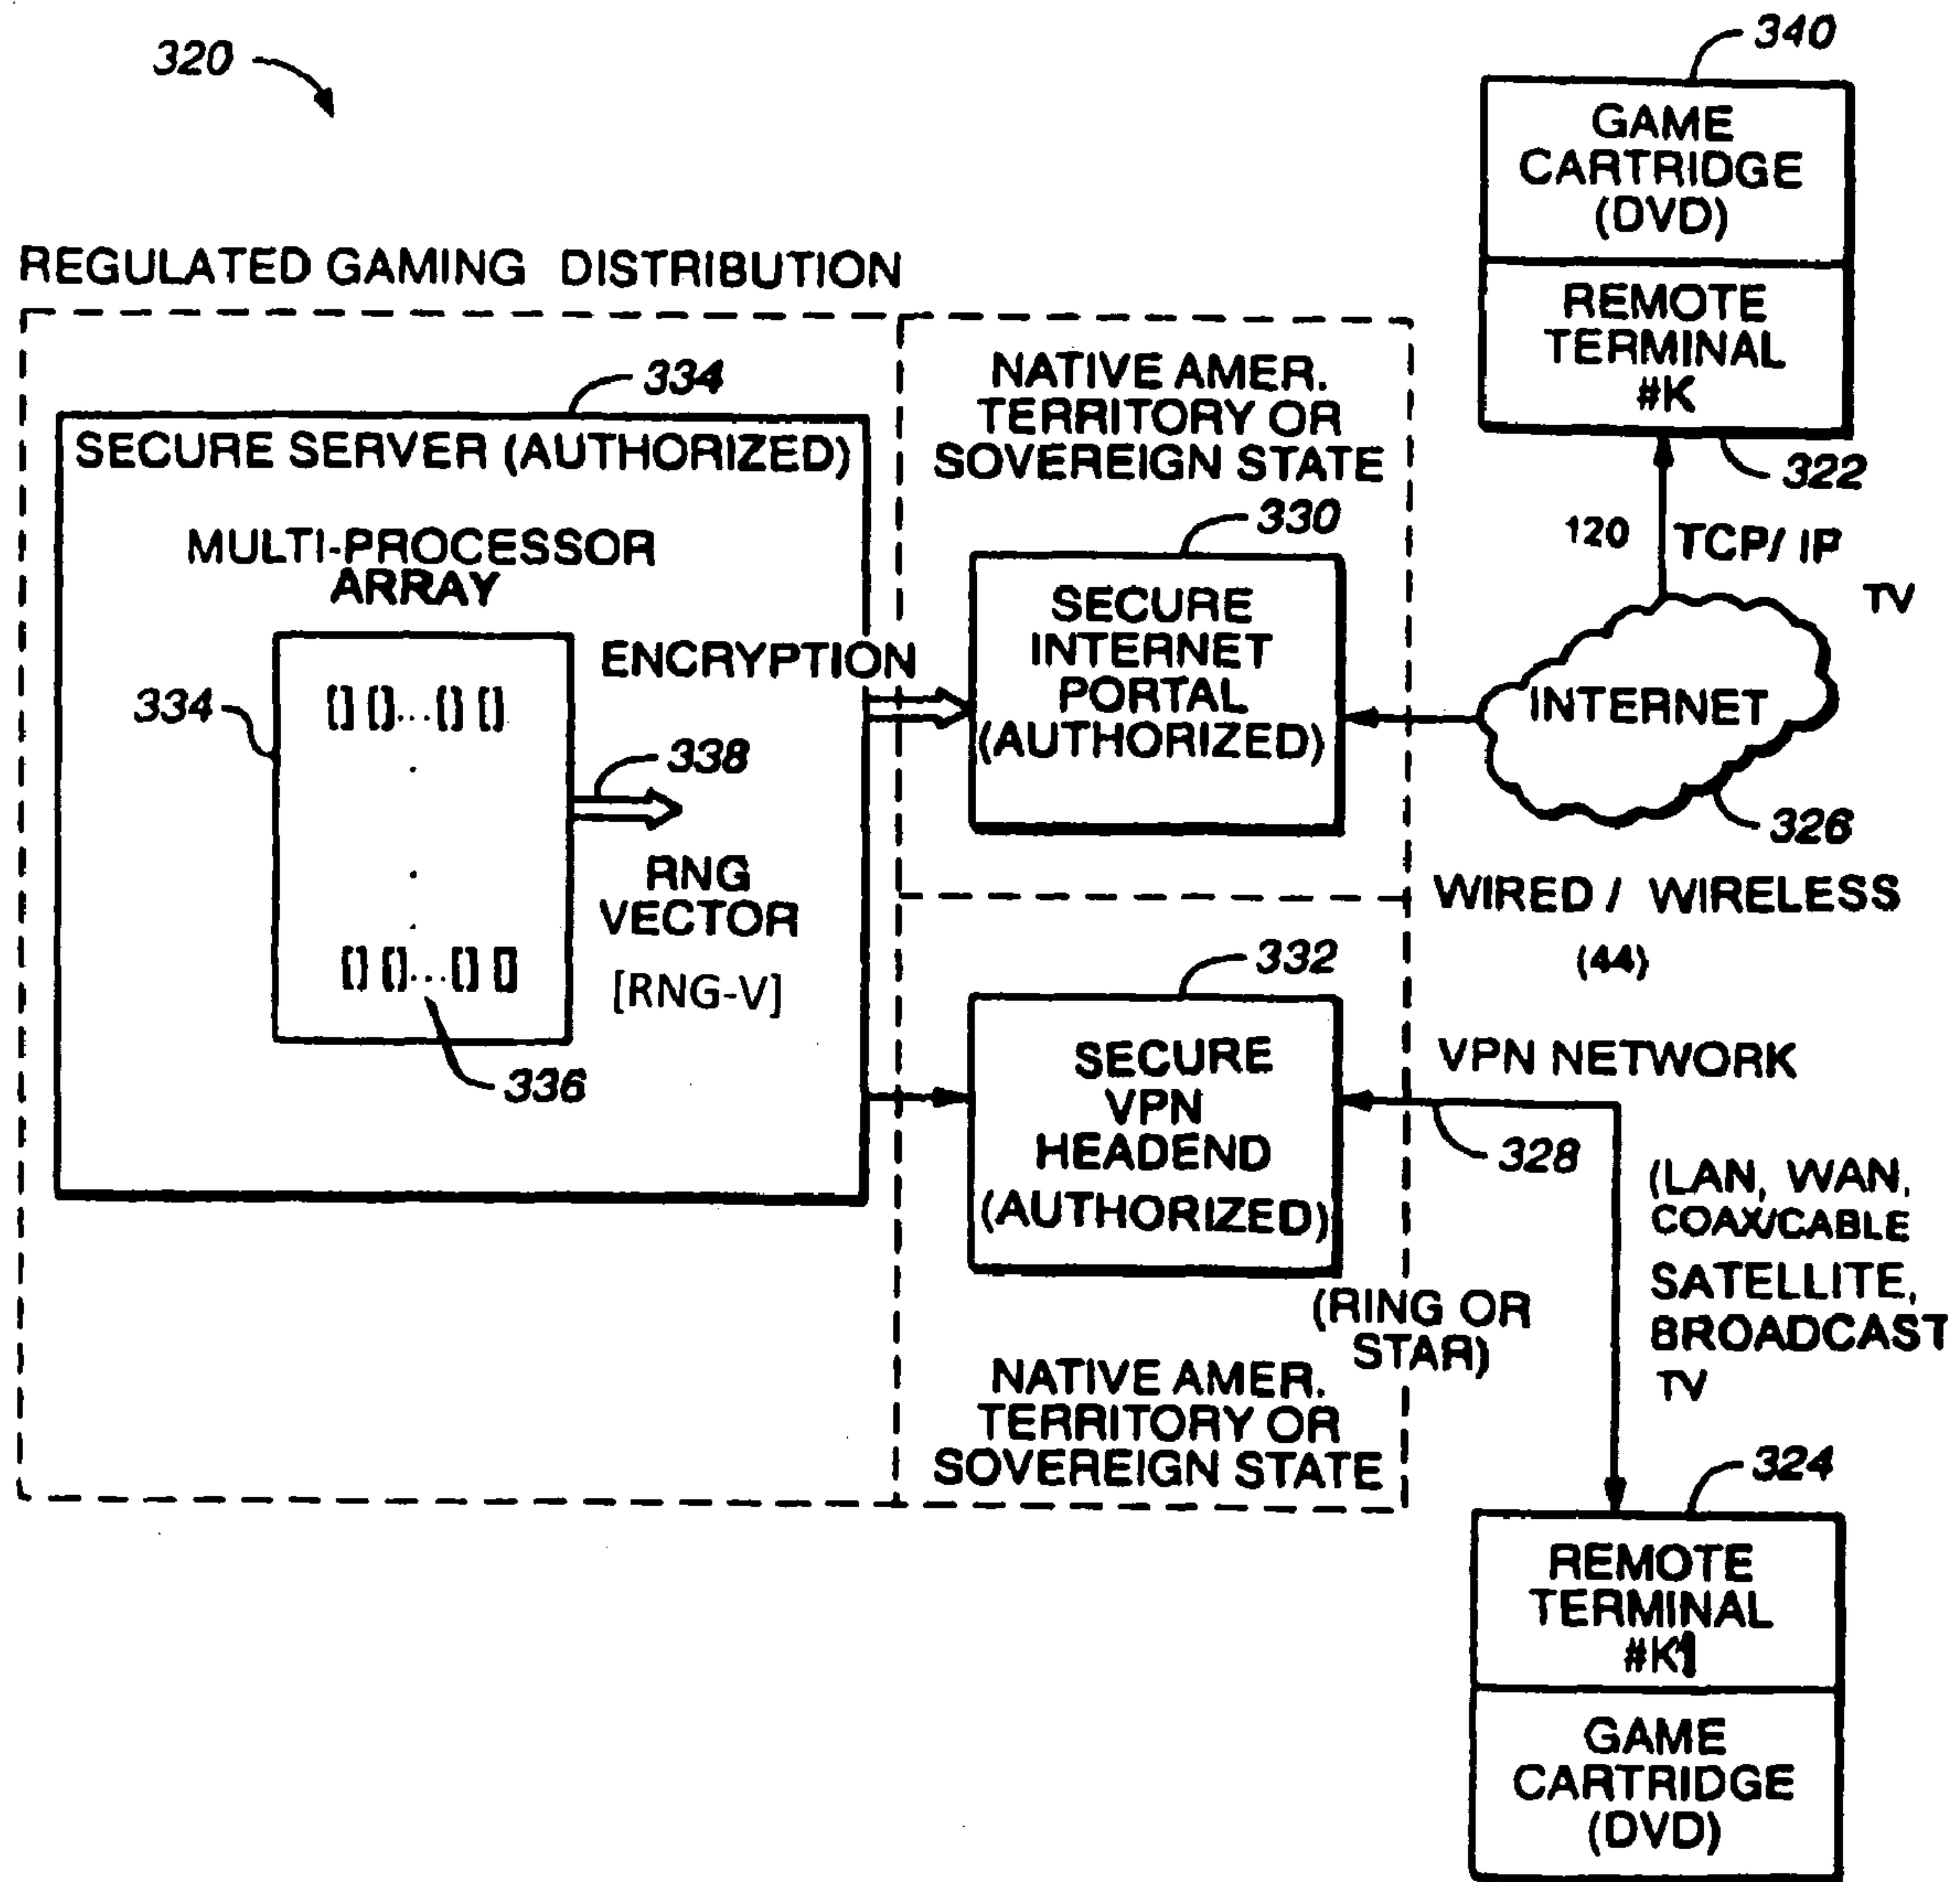 320
340
GAME
CARTRIDGE
(DVD)
REMOTE
TERMINAL
#K
322
REGULATED GAMING DISTRIBUTION
334
SECURE SERVER (AUTHORIZED)
MULTI-PROCESSOR
ARRAY
334
[] []...[] []
.
.
.
[] []...[] []
336
ENCRYPTION
338
RNG
VECTOR
[RNG-V]
NATIVE AMER.
TERRITORY OR
SOVEREIGN STATE
330
SECURE
INTERNET
PORTAL
(AUTHORIZED)
120 TCP/ IP
TV
INTERNET
326
WIRED / WIRELESS
(44)
332
SECURE
VPN
HEADEND
(AUTHORIZED)
VPN NETWORK
328
(LAN, WAN,
COAX/CABLE
SATELLITE,
BROADCAST
TV
(RING OR
STAR)
NATIVE AMER.
TERRITORY OR
SOVEREIGN STATE
324
REMOTE
TERMINAL
#K1
GAME
CARTRIDGE
(DVD)